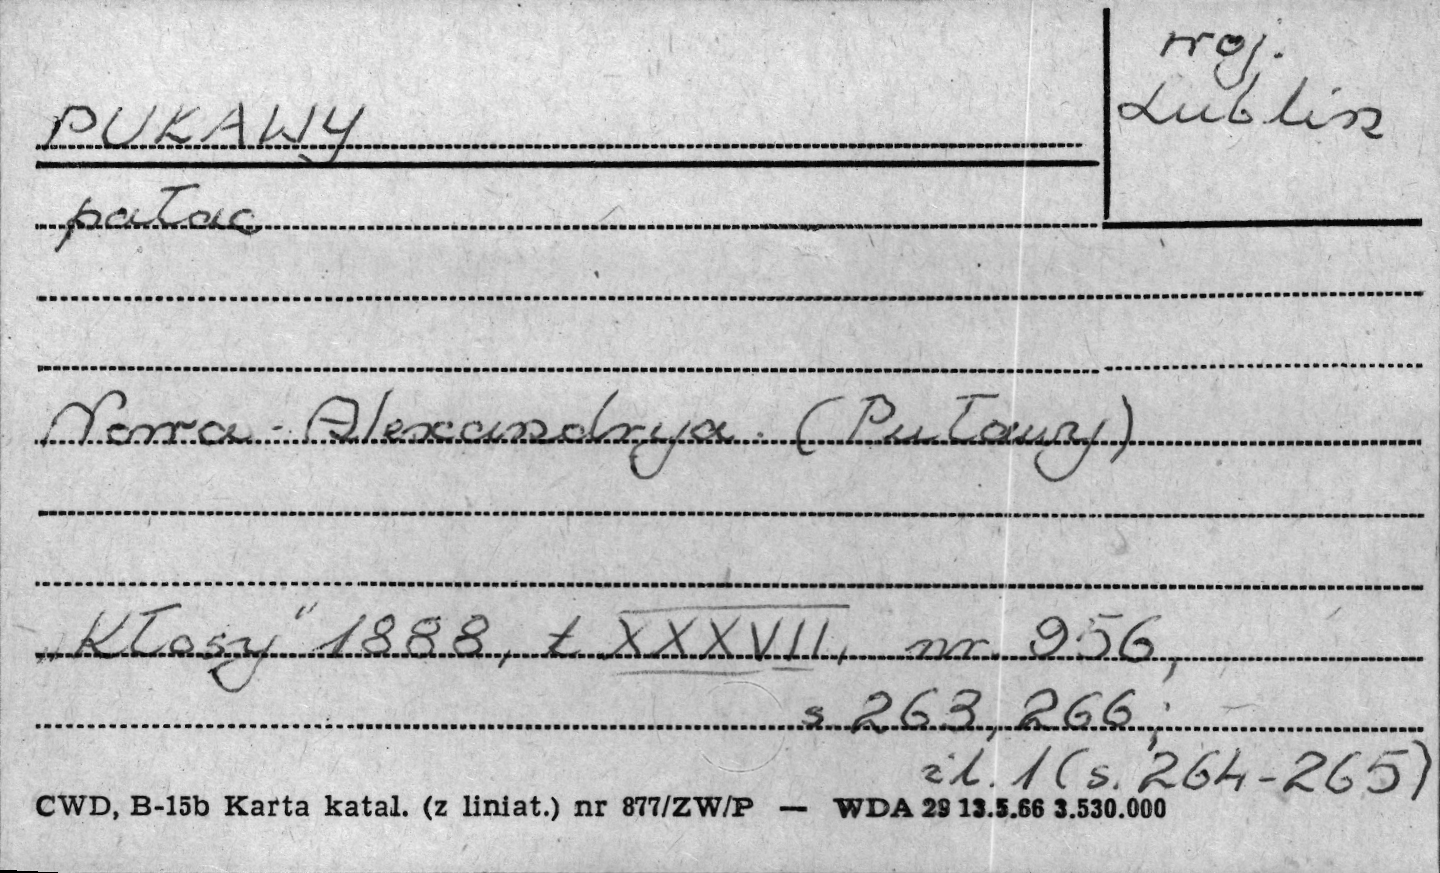 woj.
Lublin
PUŁAWY
pałac
Nowa-Alexandrya. (Puławy)
„Kłosy” 1888, t XXXVII, nr. 956,
s 263, 266;
il. 1 (s. 264-265)
CWD, B-15b Karta katal. (z liniat.) nr 877/ZW/P — WDA 29 13.5.66 3.530.000